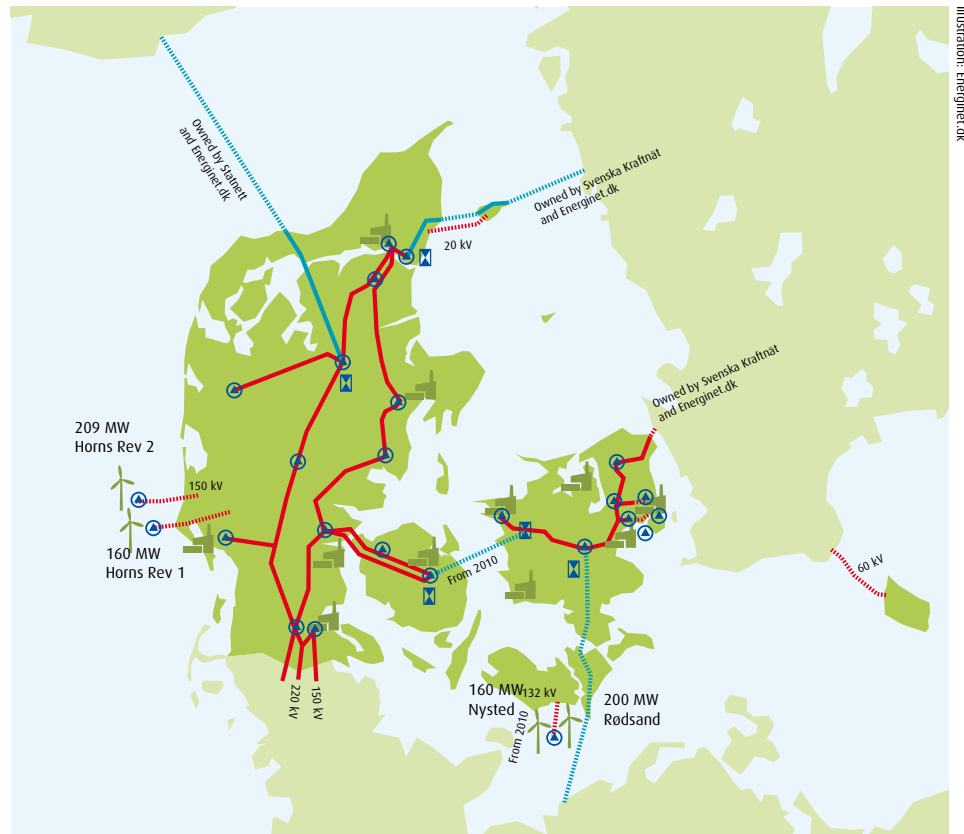 Illustration: Energinet.dk
Owned by Statnett
and Energinet.dk
Owned by Svenska Kraftnät
and Energinet.dk
20 kV
Owned by Svenska Kraftnät
and Energinet.dk
209 MW
Horns Rev 2
150 kV
160 MW
Horns Rev 1
From 2010
60 kV
220 kV
150 kV
160 MW
Nysted
132 kV
From 2010
200 MW
Rødsand